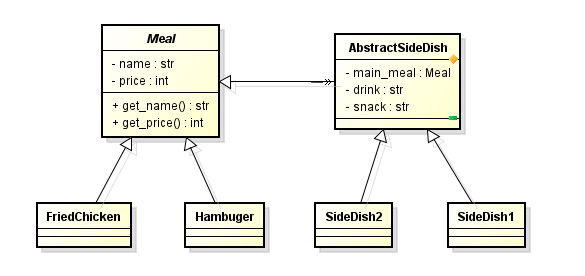 Meal
- name : str
- price : int
+ get_name() : str
+ get_price() : int
AbstractSideDish
- main_meal : Meal
- drink : str
- snack : str
FriedChicken
Hambuger
SideDish2
SideDish1